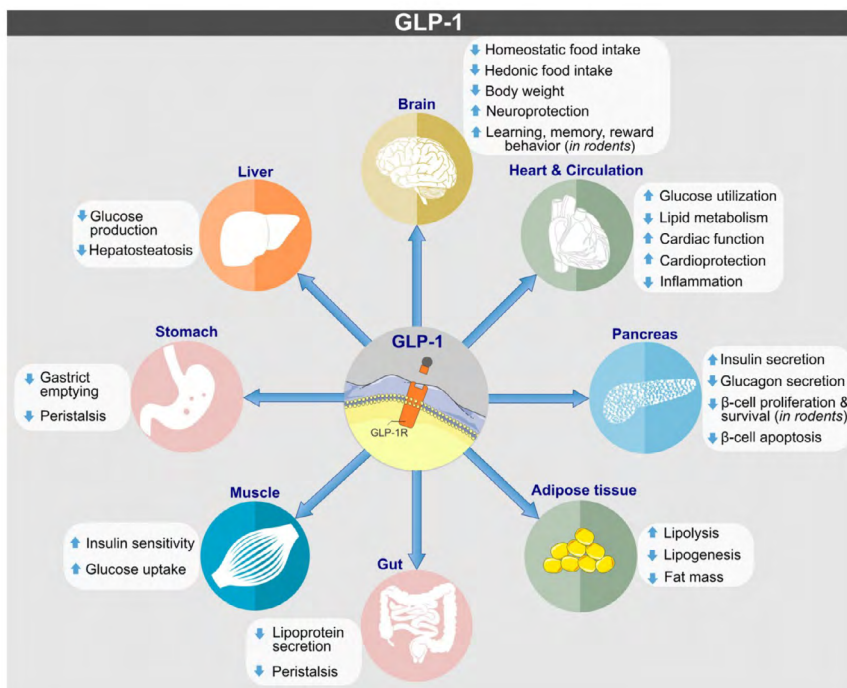 GLP-1
Brain
Homeostatic food intake
Hedonic food intake
Body weight
Neuroprotection
Learning, memory, reward
behavior (in rodents)
Liver
Glucose
production
Hepatosteatosis
Heart & Circulation
Glucose utilization
Lipid metabolism
Cardiac function
Cardioprotection
Inflammation
Stomach
Gastrict
emptying
Peristalsis
GLP-1
GLP-1R
Pancreas
Insulin secretion
Glucagon secretion
β-cell proliferation &
survival (in rodents)
β-cell apoptosis
Muscle
Insulin sensitivity
Glucose uptake
Gut
Lipoprotein
secretion
Peristalsis
Adipose tissue
Lipolysis
Lipogenesis
Fat mass